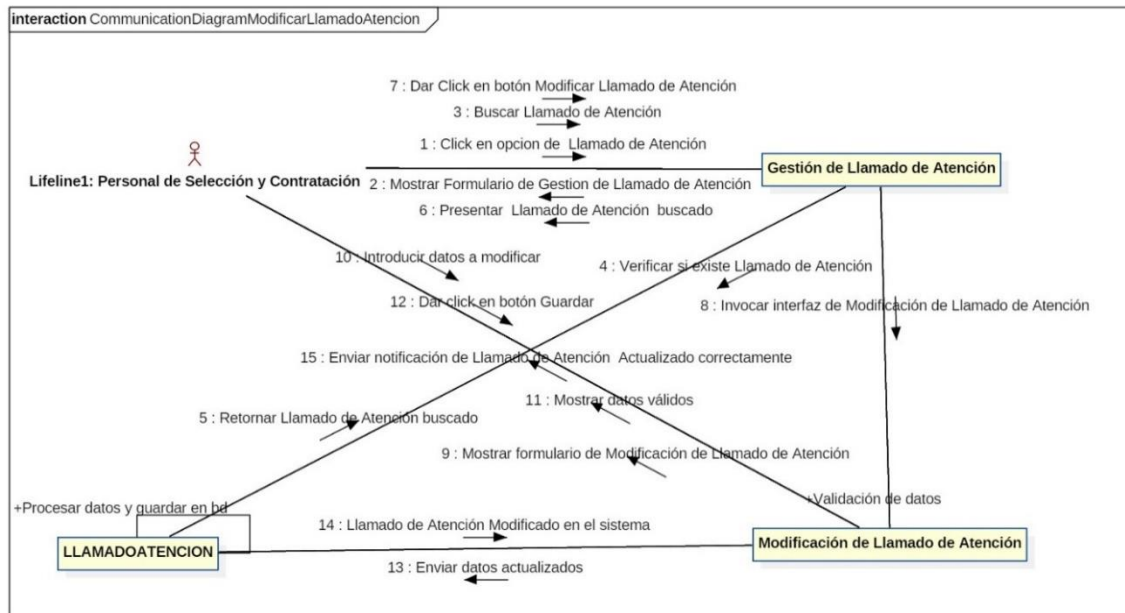 interaction CommunicationDiagramModificarLlamadoAtencion
7 : Dar Click en botón Modificar Llamado de Atención
3 : Buscar Llamado de Atención
1 : Click en opcion de Llamado de Atención
Lifeline1: Personal de Selección y Contratación
Gestión de Llamado de Atención
2 : Mostrar Formulario de Gestion de Llamado de Atención
6 : Presentar Llamado de Atención buscado
10 : Introducir datos a modificar
4 : Verificar si existe Llamado de Atención
12 : Dar click en botón Guardar
8 : Invocar interfaz de Modificación de Llamado de Atención
15 : Enviar notificación de Llamado de Atención Actualizado correctamente
11 : Mostrar datos válidos
5 : Retornar Llamado de Atención buscado
9 : Mostrar formulario de Modificación de Llamado de Atención
+Procesar datos y guardar en bd
+Validación de datos
14 : Llamado de Atención Modificado en el sistema
LLAMADOATENCION
Modificación de Llamado de Atención
13 : Enviar datos actualizados